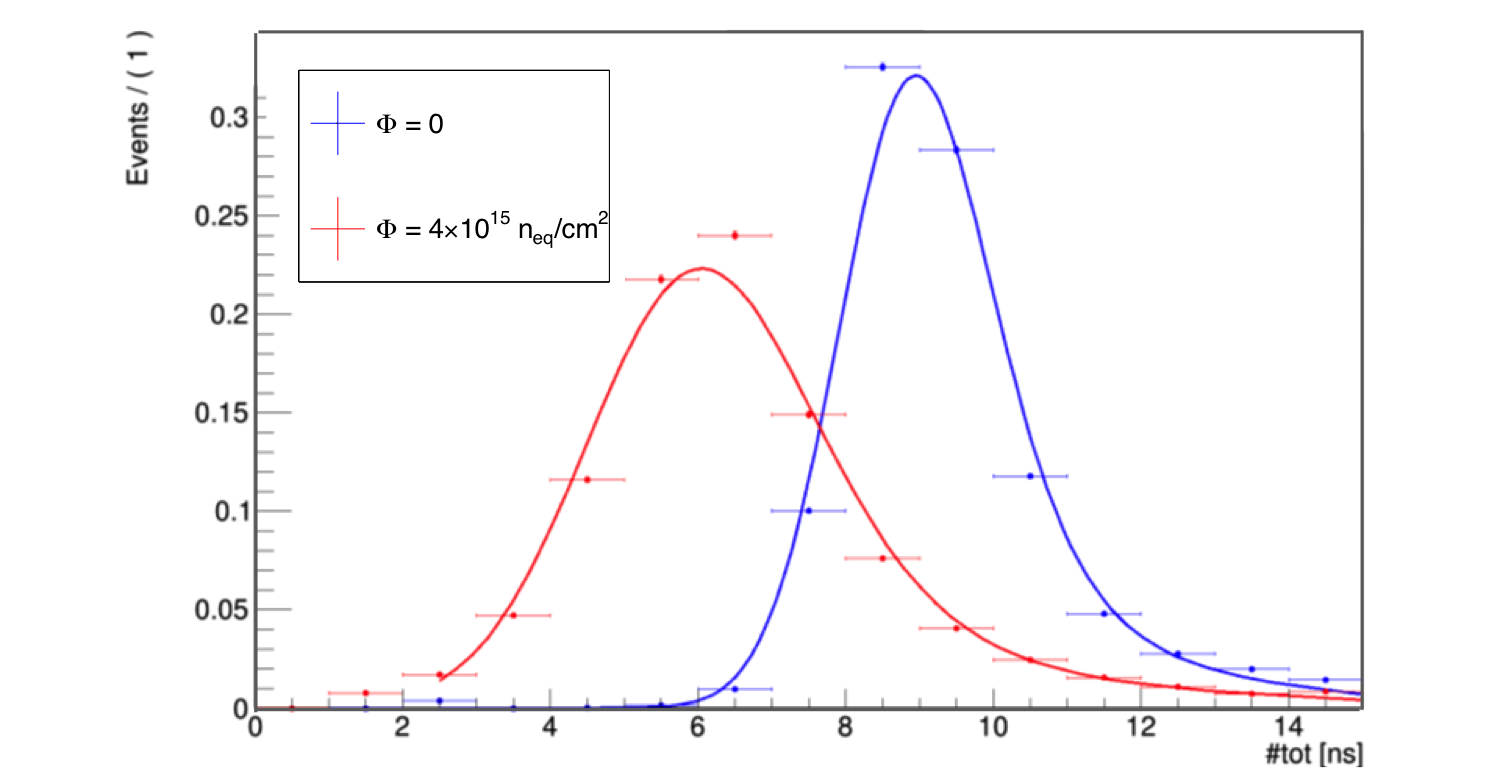 Events / ( 1 )
Φ = 0
Φ = 4×10¹⁵ nₑq/cm²
0.3
0.25
0.2
0.15
0.1
0.05
0
0 2 4 6 8 10 12 14
#tot [ns]